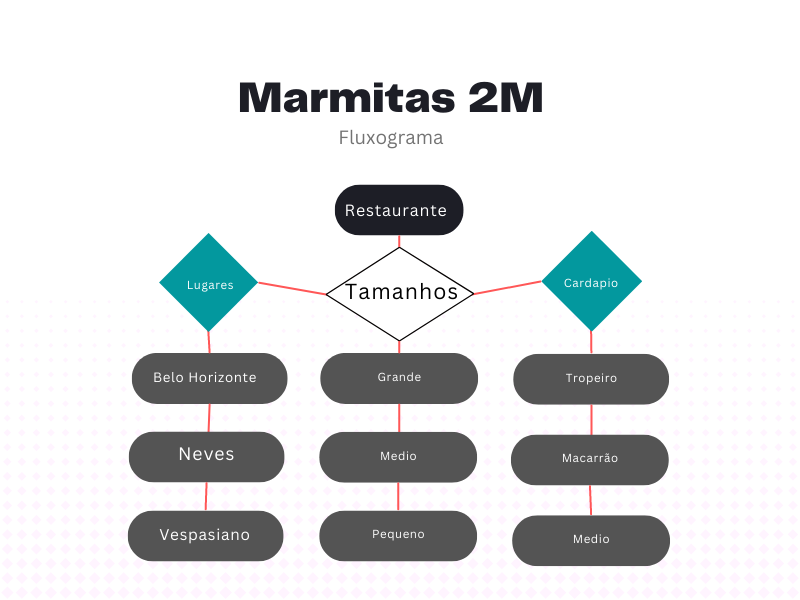 Marmitas 2M
Fluxograma
Restaurante
Lugares
Tamanhos
Cardapio
Belo Horizonte
Grande
Tropeiro
Neves
Medio
Macarrão
Vespasiano
Pequeno
Medio